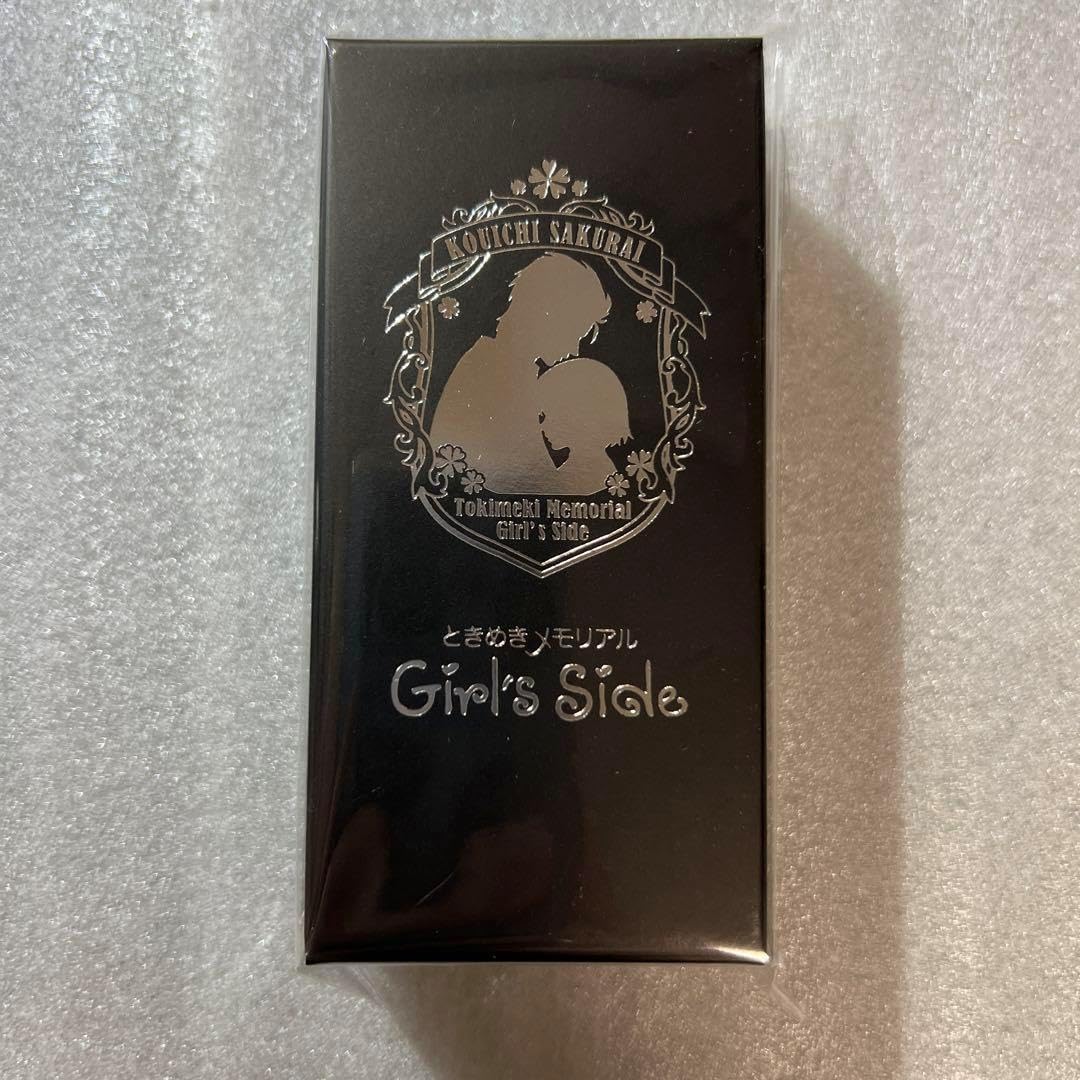 KOUICHI SAKURAI
Tokimeki Memorial
Girl's Side
ときめきメモリアル
Girl's Side